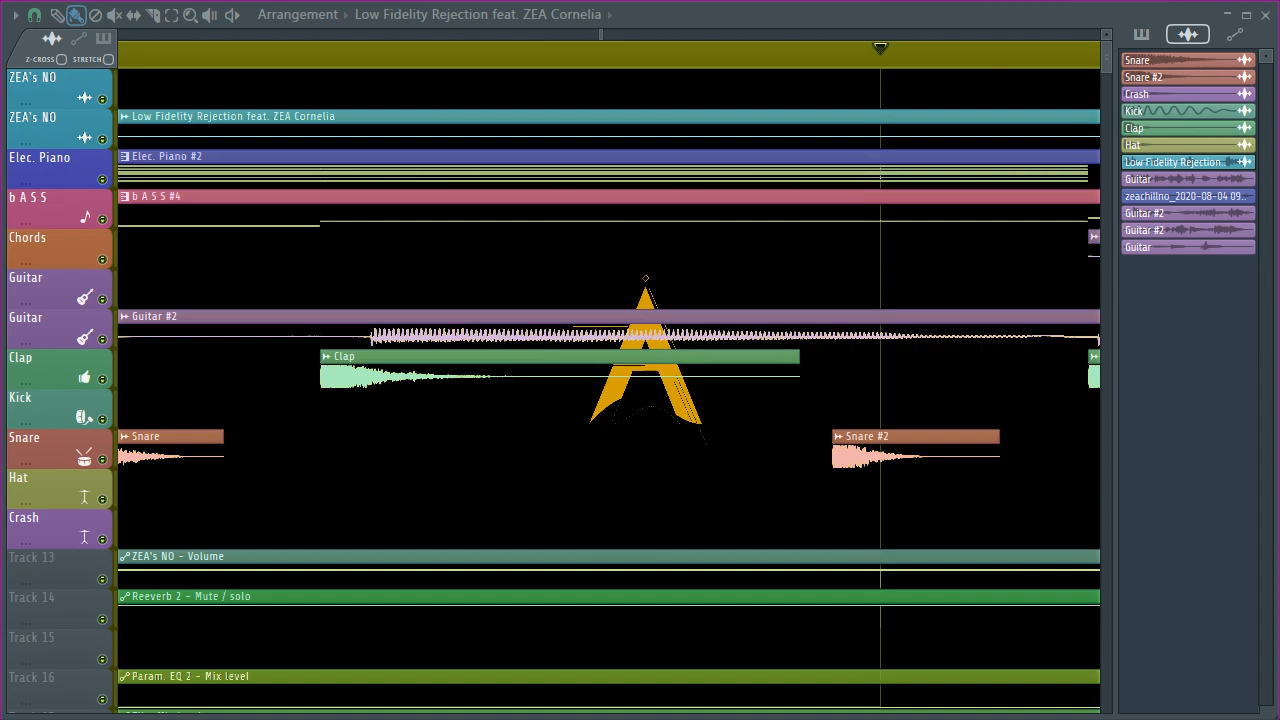 Arrangement Low Fidelity Rejection feat. ZEA Cornelia
Z-CROSS STRETCH
ZEA's NO
ZEA's NO
Low Fidelity Rejection feat. ZEA Cornelia
Elec. Piano
Elec. Piano #2
b A S S
b A S S #4
Chords
Guitar
Guitar
Guitar #2
Clap
Clap
Kick
Snare
Snare
Snare #2
Hat
Crash
Track 13
ZEA's NO - Volume
Track 14
Reeverb 2 - Mute / solo
Track 15
Track 16
Param. EQ 2 - Mix level
Snare
Snare #2
Crash
Kick
Clap
Hat
Low Fidelity Rejection..
Guitar
zeachillno_2020-08-04 09..
Guitar #2
Guitar #2
Guitar